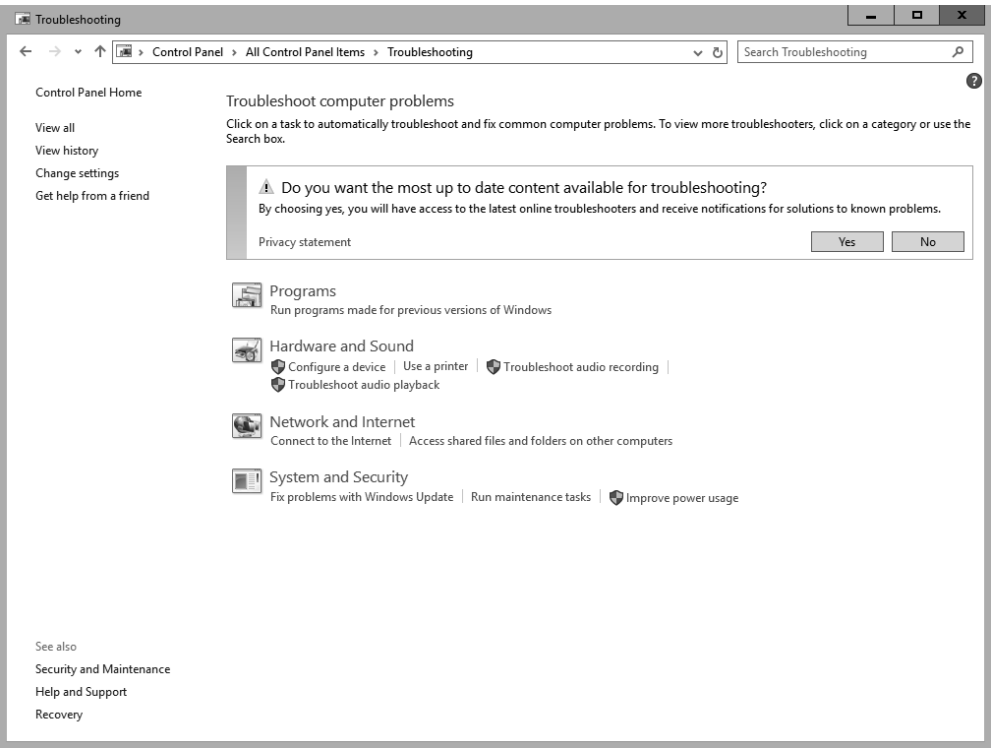 Troubleshooting
Control Panel > All Control Panel Items > Troubleshooting
Search Troubleshooting
Control Panel Home
View all
View history
Change settings
Get help from a friend
Troubleshoot computer problems
Click on a task to automatically troubleshoot and fix common computer problems. To view more troubleshooters, click on a category or use the
Search box.
Do you want the most up to date content available for troubleshooting?
By choosing yes, you will have access to the latest online troubleshooters and receive notifications for solutions to known problems.
Privacy statement
Yes
No
Programs
Run programs made for previous versions of Windows
Hardware and Sound
Configure a device | Use a printer | Troubleshoot audio recording |
Troubleshoot audio playback
Network and Internet
Connect to the Internet | Access shared files and folders on other computers
System and Security
Fix problems with Windows Update | Run maintenance tasks | Improve power usage
See also
Security and Maintenance
Help and Support
Recovery